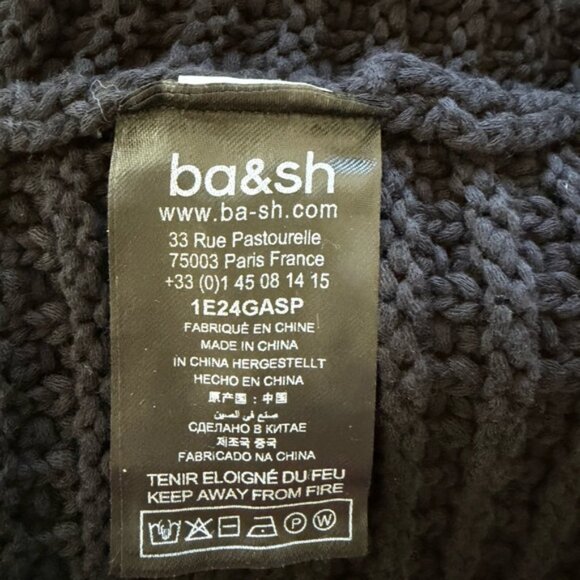 ba&sh
www.ba-sh.com
33 Rue Pastourelle
75003 Paris France
+33 (0)1 45 08 14 15
1E24GASP
FABRIQUÉ EN CHINE
MADE IN CHINA
IN CHINA HERGESTELLT
HECHO EN CHINA
原产国：中国
صنع في الصين
СДЕЛАНО В КИТАЕ
제조국 중국
FABRICADO NA CHINA
TENIR ELOIGNÉ DU FEU
KEEP AWAY FROM FIRE
P W